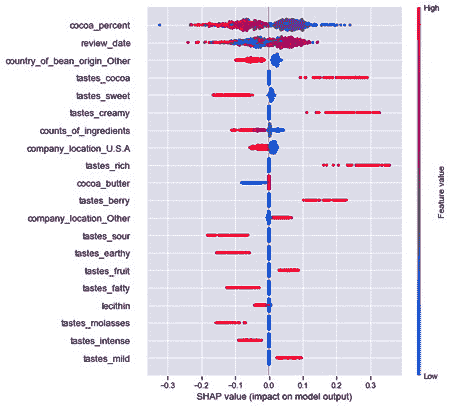 High
cocoa_percent
review_date
country_of_bean_origin_Other
tastes_cocoa
tastes_sweet
tastes_creamy
counts_of_ingredients
company_location_U.S.A
tastes_rich
cocoa_butter
tastes_berry
company_location_Other
tastes_sour
tastes_earthy
tastes_fruit
tastes_fatty
lecithin
tastes_molasses
tastes_intense
tastes_mild
Feature value
Low
−0.3 −0.2 −0.1 0.0 0.1 0.2 0.3
SHAP value (impact on model output)